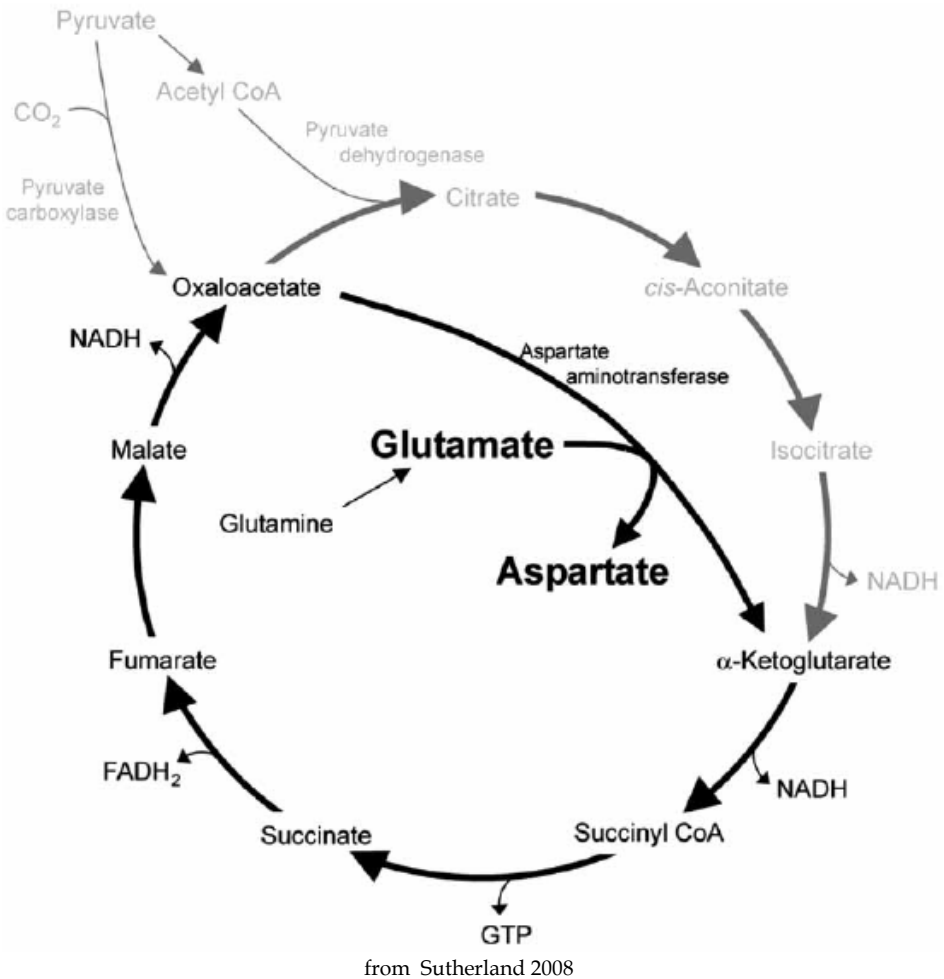 Pyruvate
Acetyl CoA
CO₂
Pyruvate
dehydrogenase
Pyruvate
carboxylase
Citrate
Oxaloacetate
cis-Aconitate
NADH
Aspartate
aminotransferase
Malate
Glutamate
Isocitrate
Glutamine
Aspartate
NADH
Fumarate
α-Ketoglutarate
FADH₂
NADH
Succinate
Succinyl CoA
GTP
from Sutherland 2008